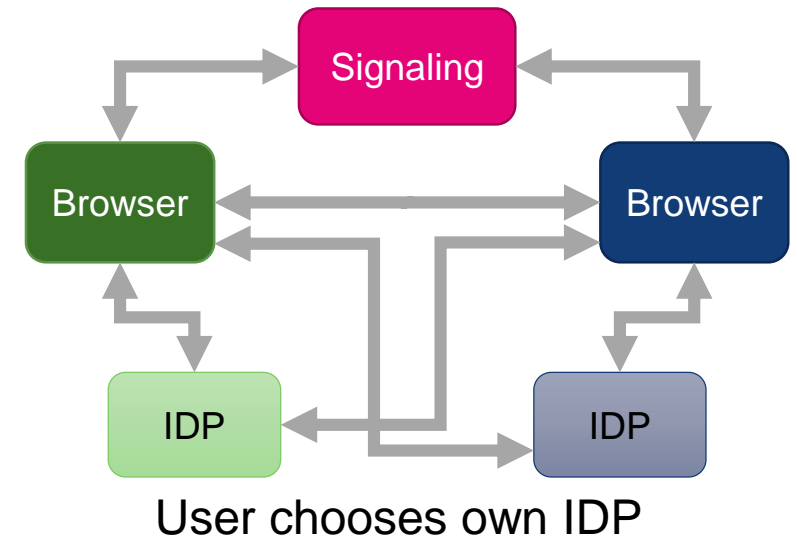 Signaling
Browser
Browser
IDP
IDP
User chooses own IDP